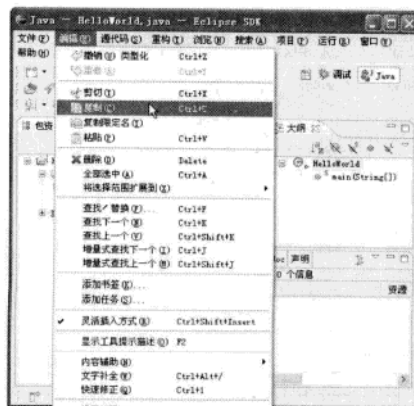 Java — HelloWorld.java — Eclipse SDK
文件(F) 编辑(E) 源代码(S) 重构(T) 浏览(N) 搜索(A) 项目(P) 运行(R) 窗口(W)
帮助(H)
撤销(U) 类型化 Ctrl+Z
重做(R) Ctrl+Y
剪切(T) Ctrl+X
复制(C) Ctrl+C
复制限定名(Y)
粘贴(P) Ctrl+V
删除(D) Delete
全部选中(A) Ctrl+A
将选择范围扩展到(X)
查找/替换(F)... Ctrl+F
查找下一个(N) Ctrl+K
查找上一个(V) Ctrl+Shift+K
增量式查找下一个(I) Ctrl+J
增量式查找上一个(M) Ctrl+Shift+J
添加书签(K)...
添加任务(S)...
灵活插入方式(R) Ctrl+Shift+Insert
显示工具提示描述(Q) F2
内容辅助(N)
文字补全(W) Ctrl+Alt+/
快速修正(Q) Ctrl+1
调试 Java
包资
大纲
HelloWorld
main(String[])
声明
0 个信息
资源